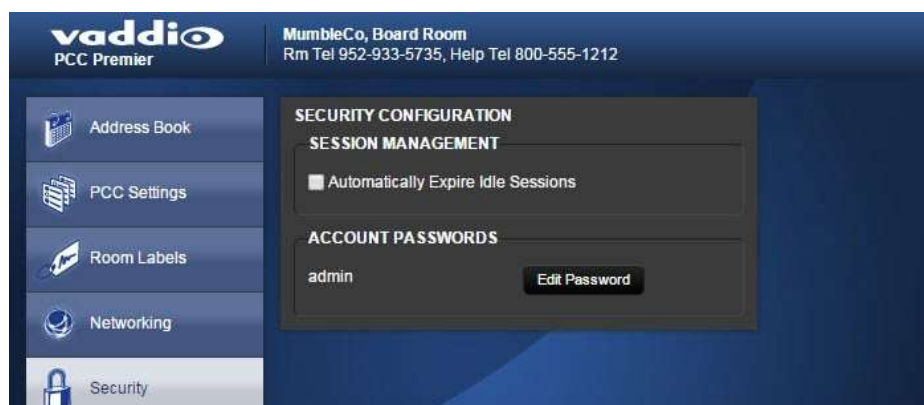 vaddio
PCC Premier
MumbleCo, Board Room
Rm Tel 952-933-5735, Help Tel 800-555-1212
Address Book
PCC Settings
Room Labels
Networking
Security
SECURITY CONFIGURATION
SESSION MANAGEMENT
Automatically Expire Idle Sessions
ACCOUNT PASSWORDS
admin
Edit Password